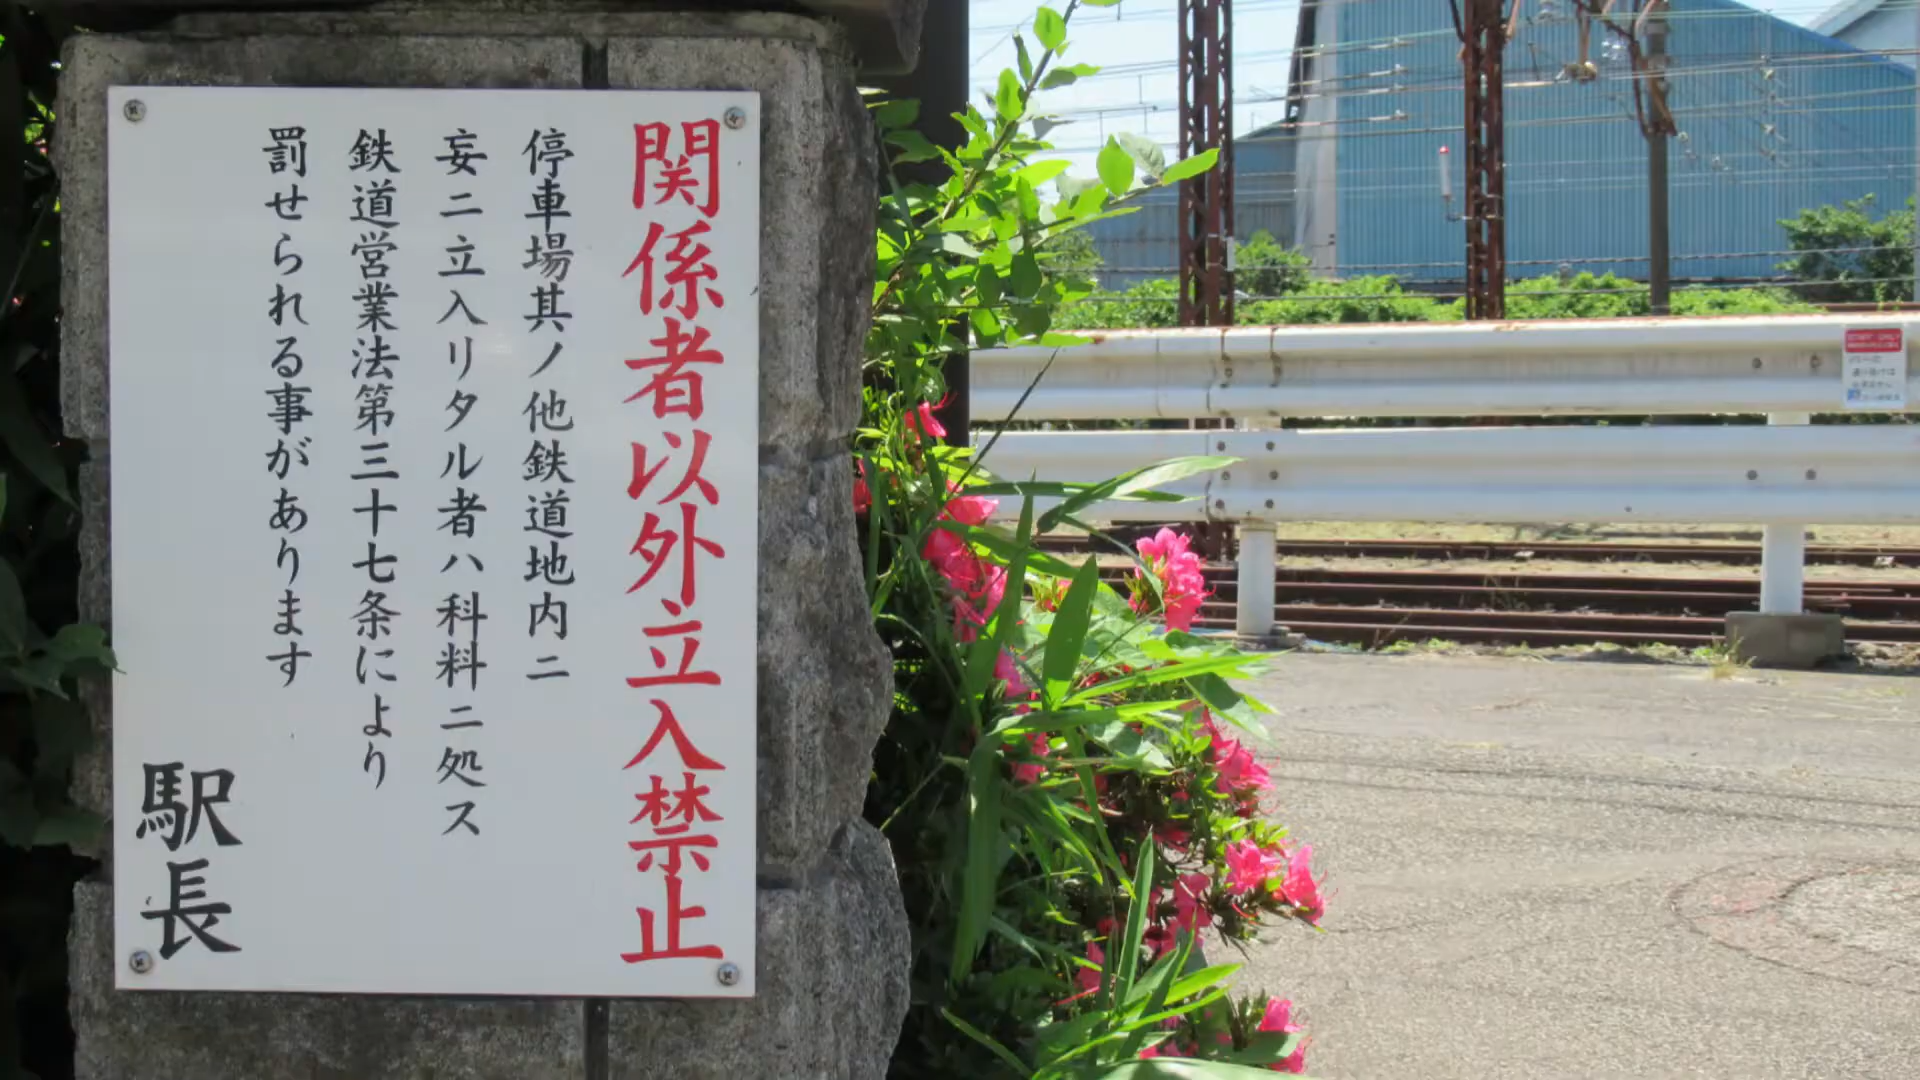 関係者以外立入禁止
停車場其ノ他鉄道地内ニ
妄ニ立入リタル者ハ科料ニ処ス
鉄道営業法第三十七条により
罰せられる事があります
駅長